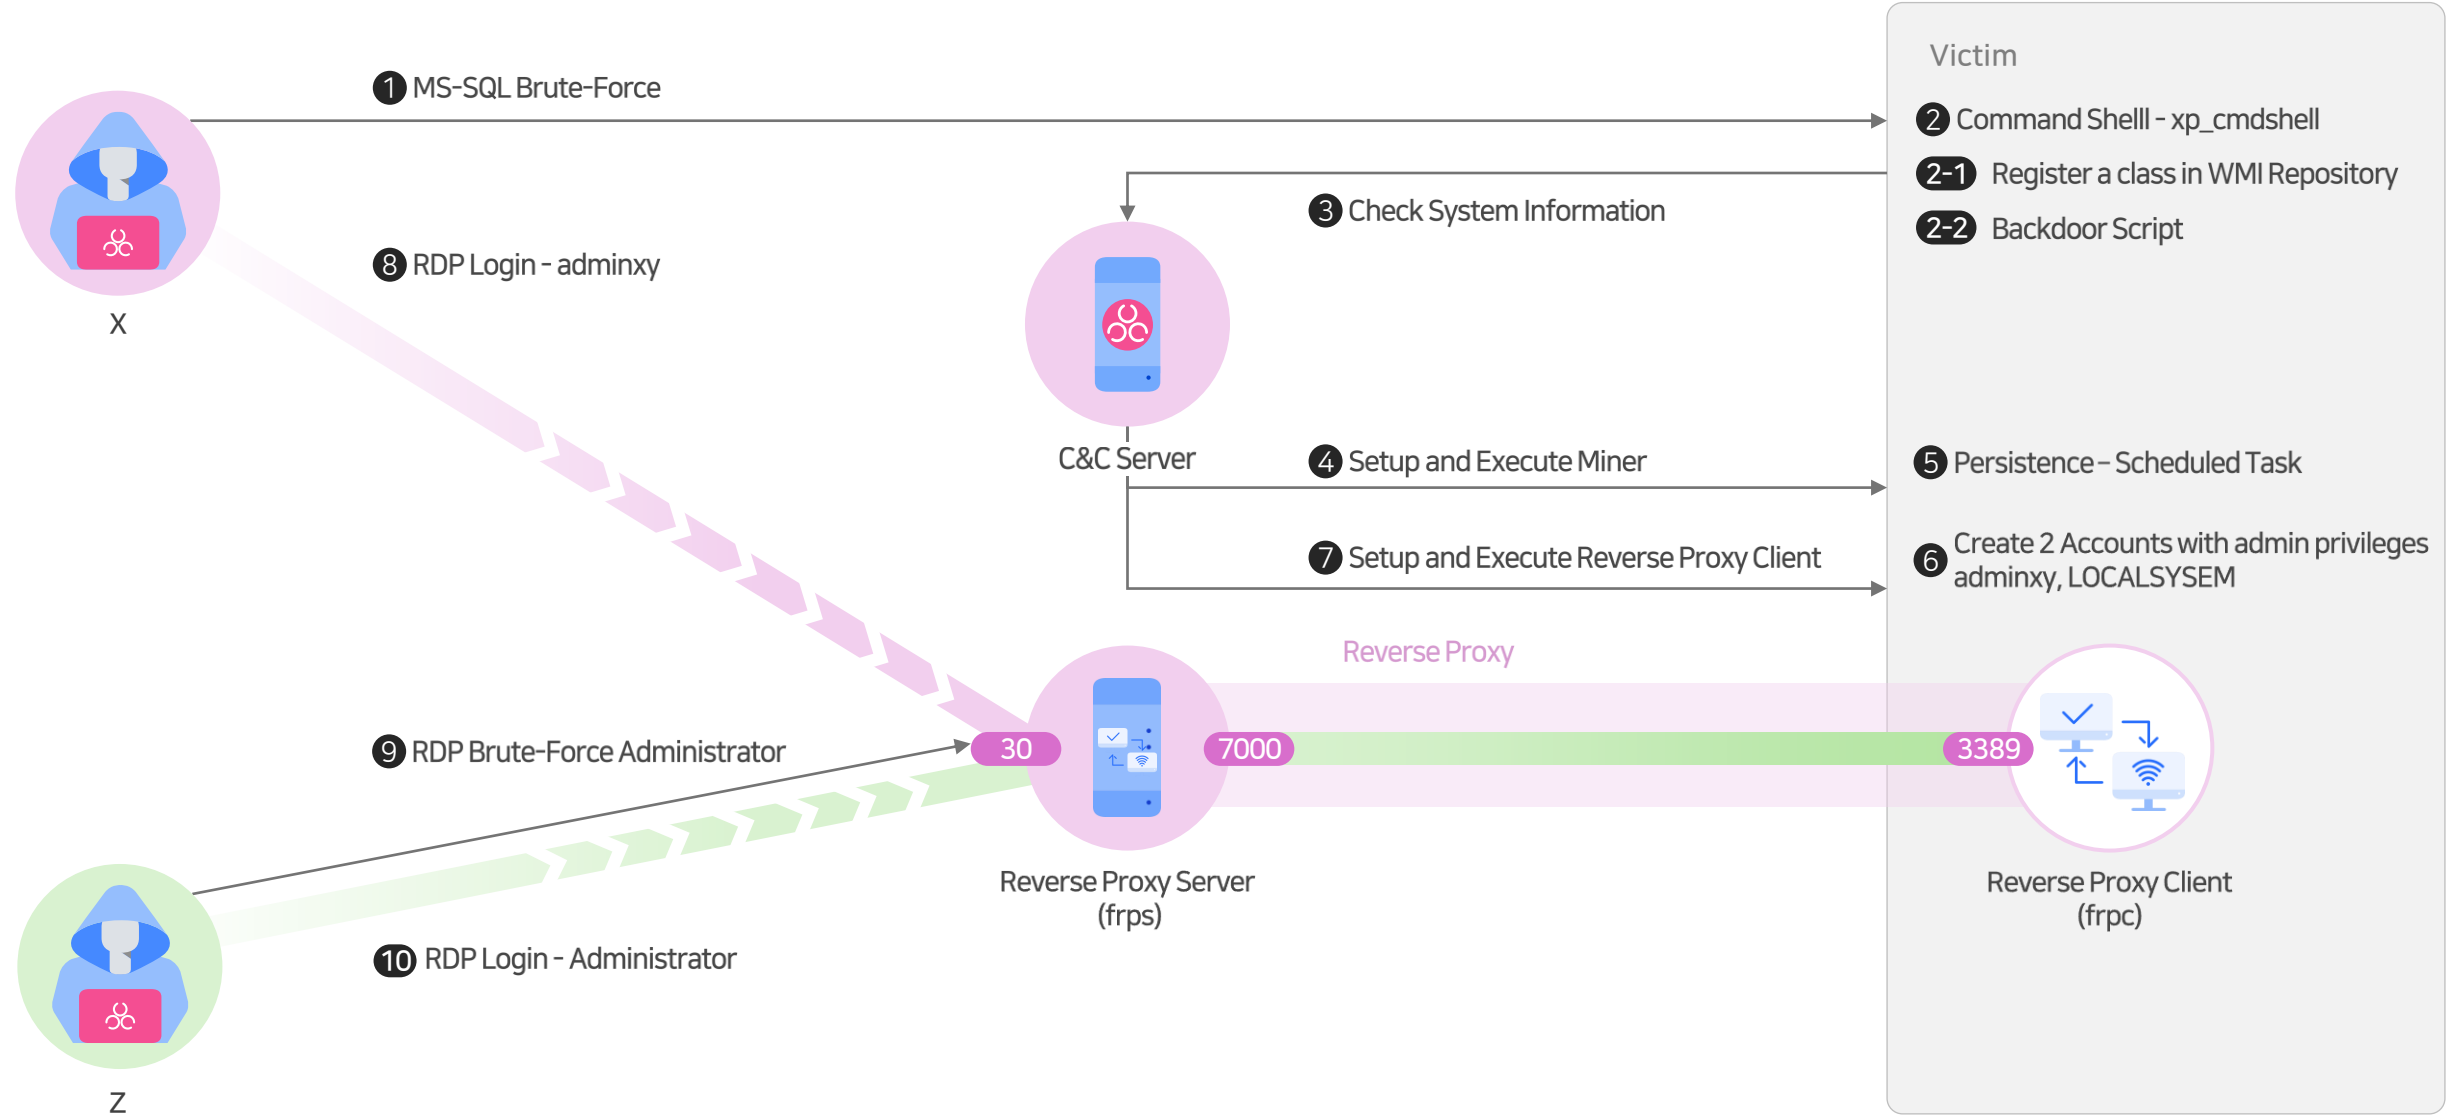 Victim
1 MS-SQL Brute-Force
2 Command Shelll - xp_cmdshell
2-1 Register a class in WMI Repository
2-2 Backdoor Script
3 Check System Information
8 RDP Login - adminxy
X
C&C Server
4 Setup and Execute Miner
5 Persistence - Scheduled Task
7 Setup and Execute Reverse Proxy Client
6 Create 2 Accounts with admin privileges
adminxy, LOCALSYSEM
Reverse Proxy
9 RDP Brute-Force Administrator
30
7000
3389
Reverse Proxy Server
(frps)
Reverse Proxy Client
(frpc)
10 RDP Login - Administrator
Z